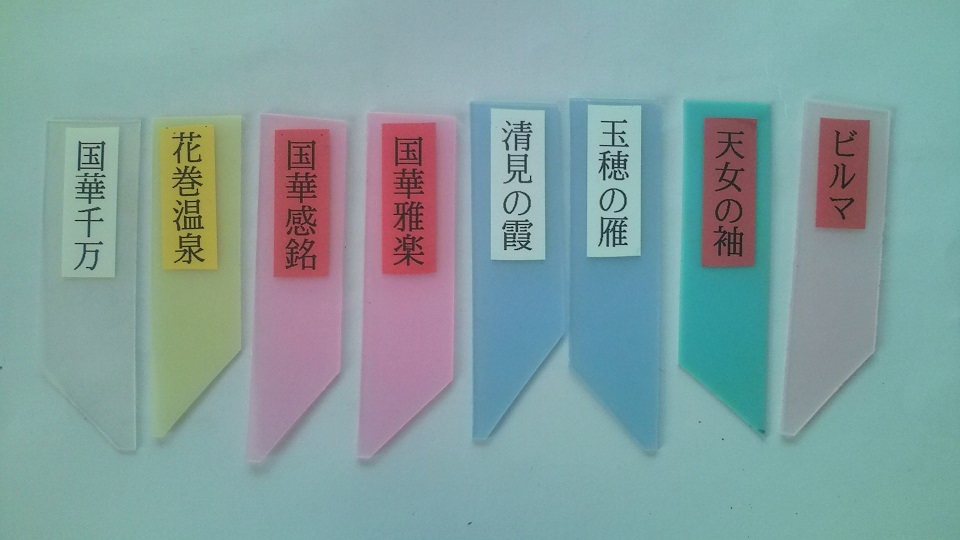 国華千万
花巻温泉
国華感銘
国華雅楽
清見の霞
玉穂の雁
天女の袖
ビルマ